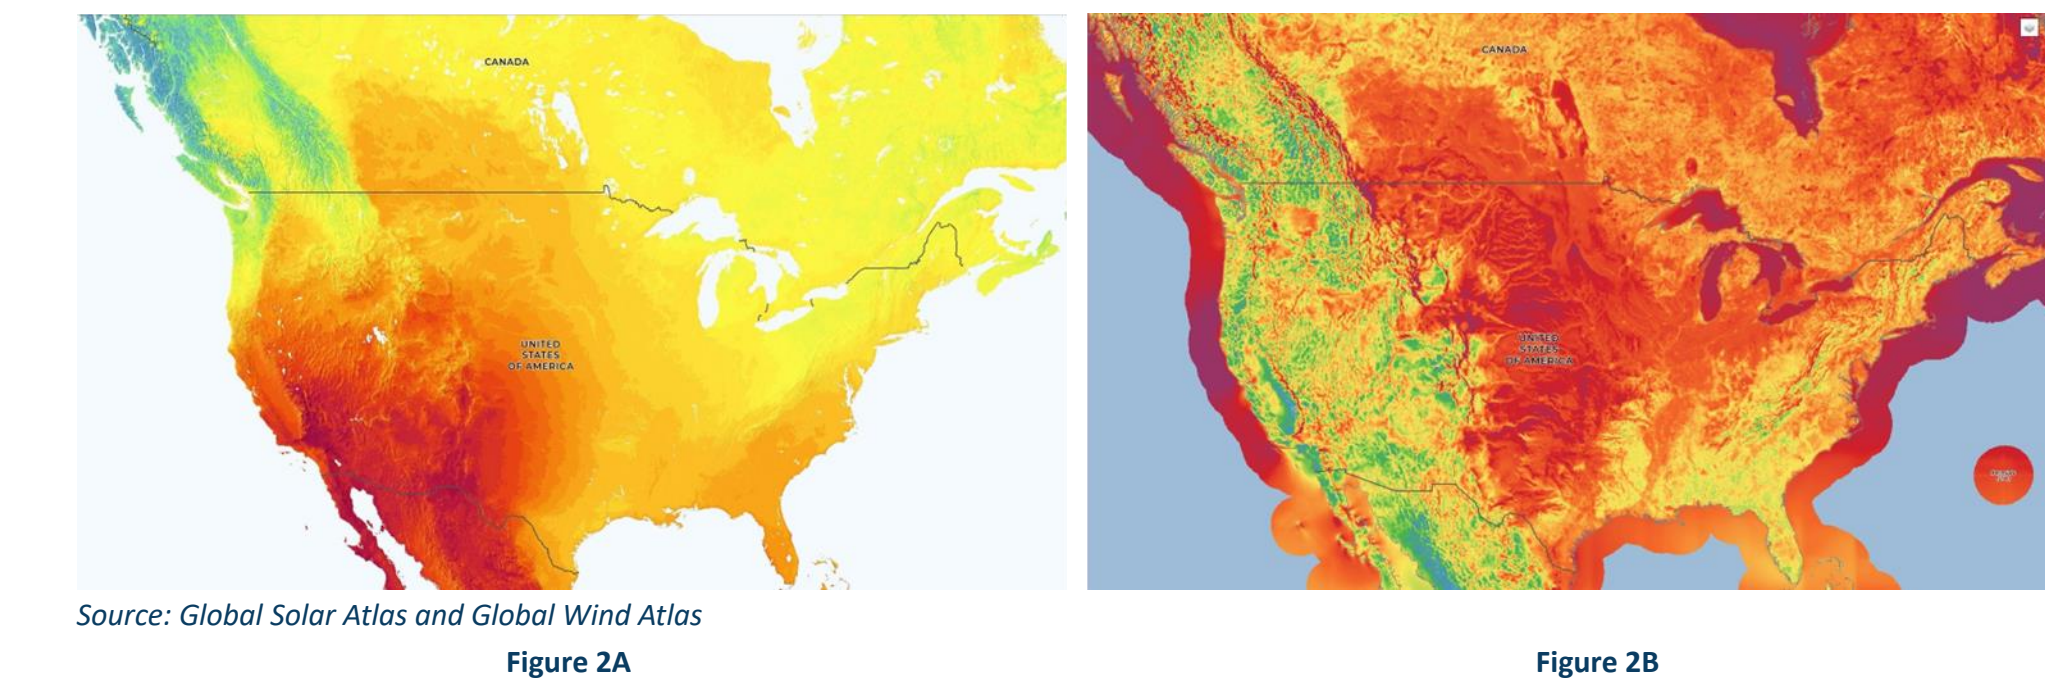 CANADA
UNITED
STATES
OF AMERICA
CANADA
UNITED
STATES
OF AMERICA
Source: Global Solar Atlas and Global Wind Atlas
Figure 2A
Figure 2B